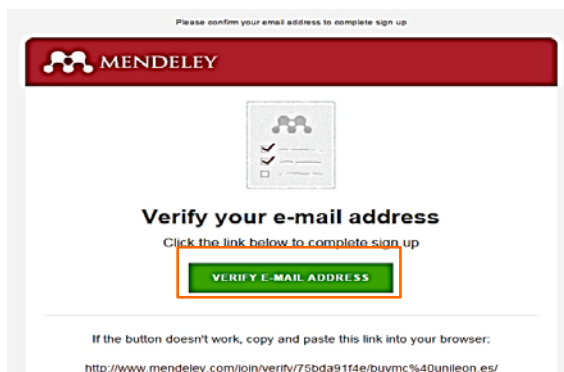 Please confirm your email address to complete sign up
MENDELEY
Verify your e-mail address
Click the link below to complete sign up
VERIFY E-MAIL ADDRESS
If the button doesn't work, copy and paste this link into your browser:
http://www.mendeley.com/join/verify/75bda91f4e/buvmc%40unileon.es/